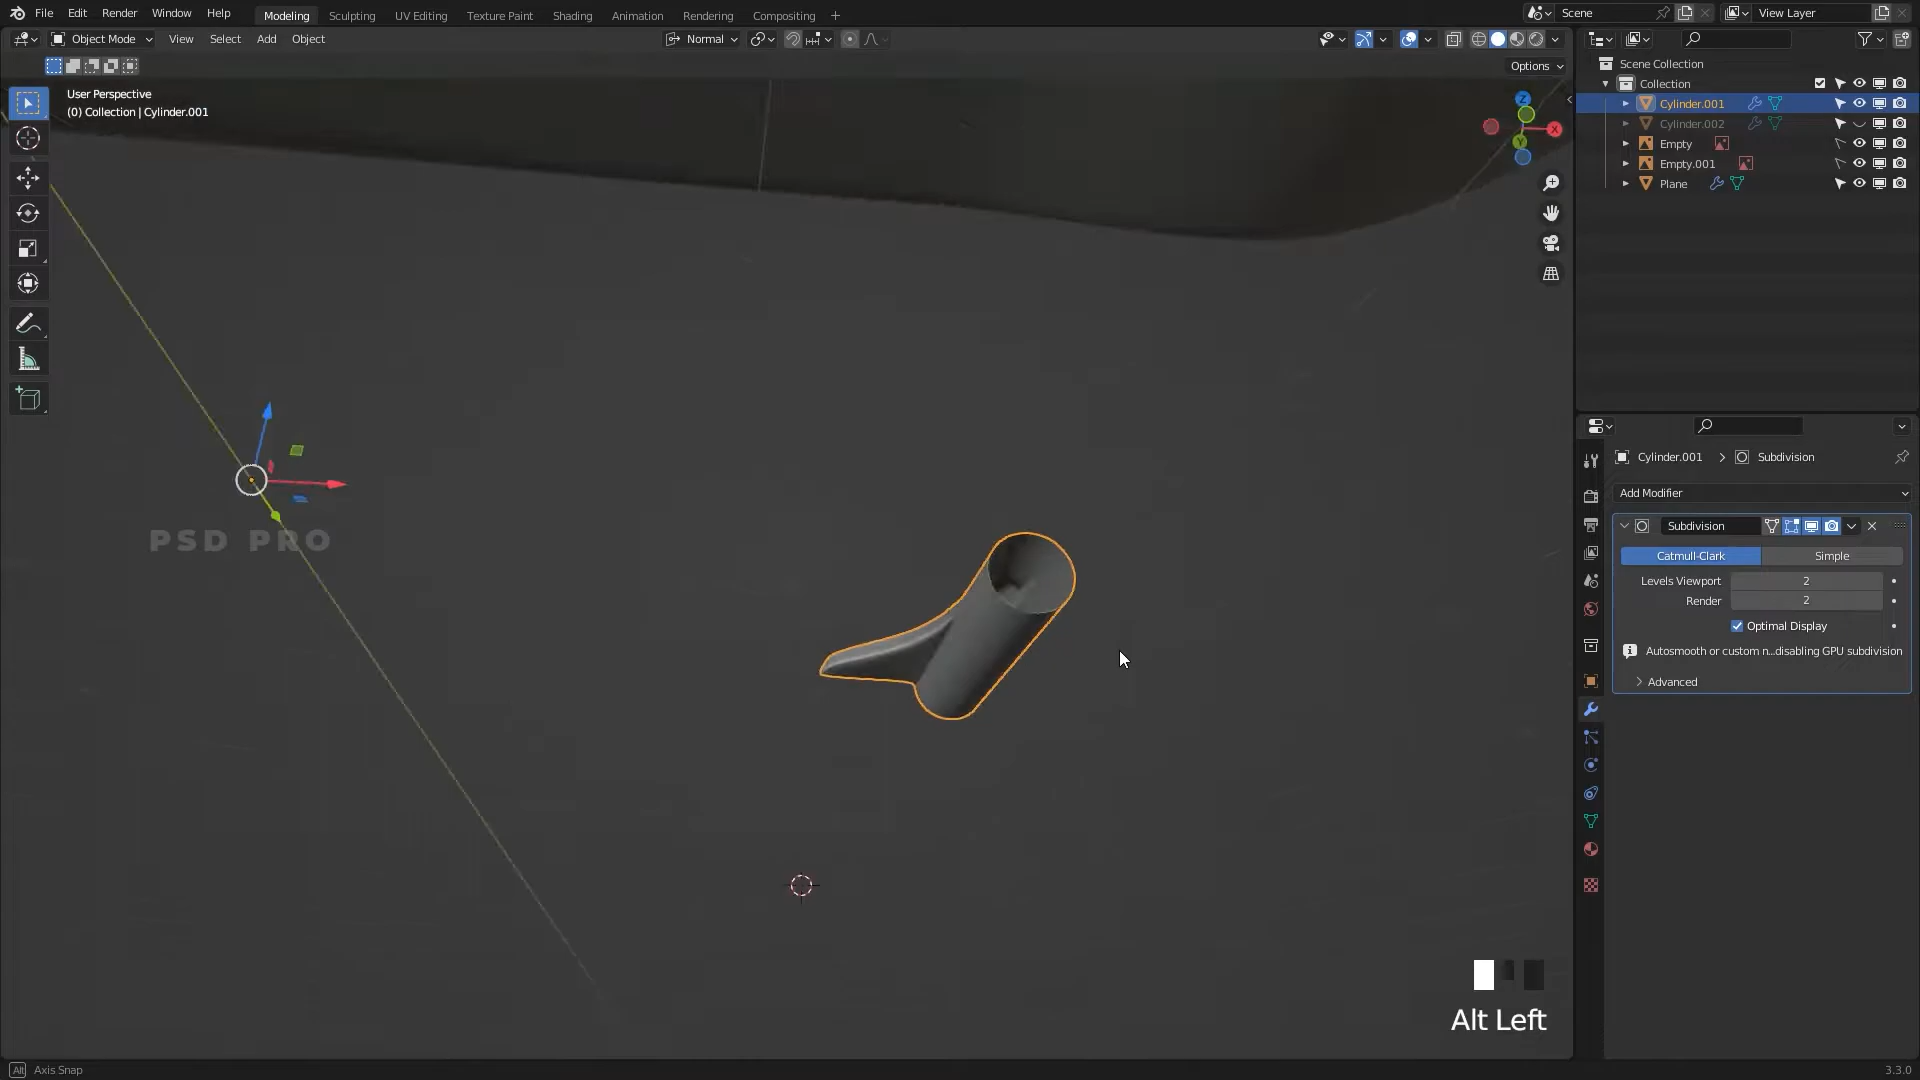 File Edit Render Window Help Modeling Sculpting UV Editing Texture Paint Shading Animation Rendering Compositing + Scene View Layer
Object Mode View Select Add Object Normal
Options
User Perspective
(0) Collection | Cylinder.001
X
Y
Z
PSD PRO
Scene Collection
Collection
Cylinder.001
Cylinder.002
Empty
Empty.001
Plane
Cylinder.001 > Subdivision
Add Modifier
Subdivision
Catmull-Clark Simple
Levels Viewport 2
Render 2
Optimal Display
Autosmooth or custom n...disabling GPU subdivision
Advanced
Alt Left
Alt Axis Snap
3.3.0